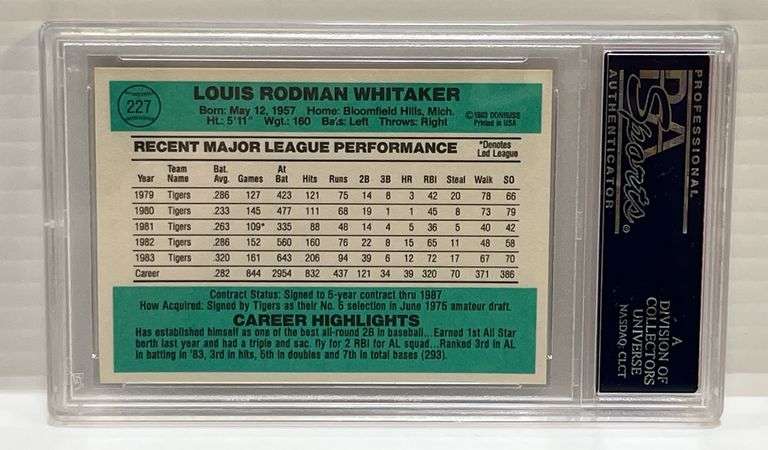 227
LOUIS RODMAN WHITAKER
Born: May 12, 1957 Home: Bloomfield Hills, Mich.
Ht.: 5'11" Wgt.: 160 Bats: Left Throws: Right
©1983 DONRUSS
Printed in USA
RECENT MAJOR LEAGUE PERFORMANCE
*Denotes
Led League
Year Team Name Bat. Avg. Games At Bat Hits Runs 2B 3B HR RBI Steal Walk SO
1979 Tigers .286 127 423 121 75 14 8 3 42 20 78 66
1980 Tigers .233 145 477 111 68 19 1 1 45 8 73 79
1981 Tigers .263 109* 335 88 48 14 4 5 36 5 40 42
1982 Tigers .286 152 560 160 76 22 8 15 65 11 48 58
1983 Tigers .320 161 643 206 94 39 6 12 72 17 67 70
Career .282 844 2954 832 437 121 34 39 320 70 371 386
Contract Status: Signed to 5-year contract thru 1987
How Acquired: Signed by Tigers as their No. 5 selection in June 1975 amateur draft.
CAREER HIGHLIGHTS
Has established himself as one of the best all-round 2B in baseball...Earned 1st All Star
berth last year and had a triple and sac. fly for 2 RBI for AL squad...Ranked 3rd in AL
in batting in '83, 3rd in hits, 5th in doubles and 7th in total bases (293).
PROFESSIONAL
PSA
Sports®
AUTHENTICATOR
A
DIVISION OF
COLLECTORS
UNIVERSE
NASDAQ: CLCT